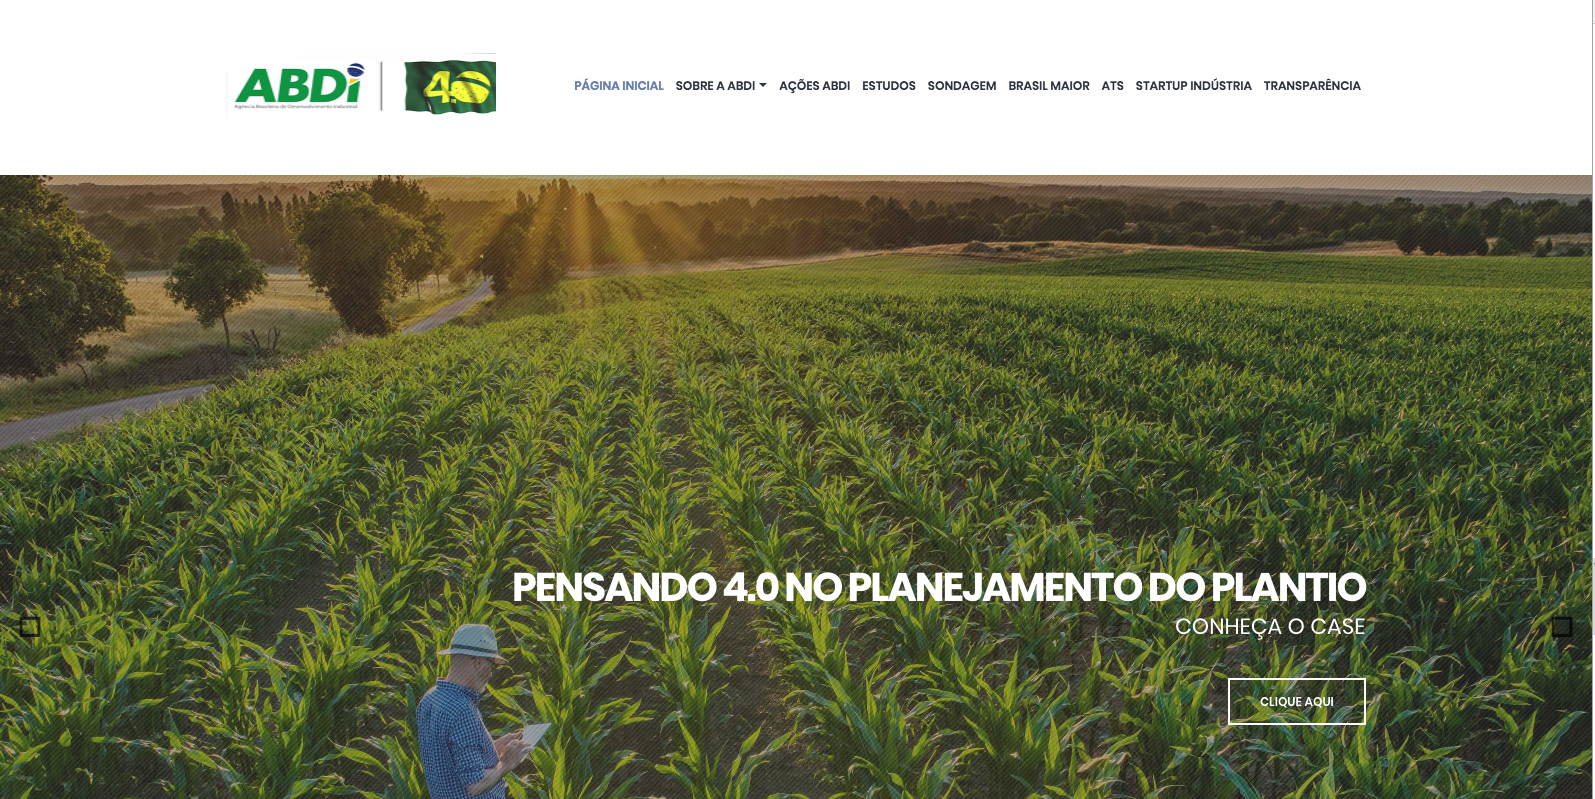 ABDi
Agência Brasileira de Desenvolvimento Industrial
4.0
PÁGINA INICIAL SOBRE A ABDI AÇÕES ABDI ESTUDOS SONDAGEM BRASIL MAIOR ATS STARTUP INDÚSTRIA TRANSPARÊNCIA
PENSANDO 4.0 NO PLANEJAMENTO DO PLANTIO
CONHEÇA O CASE
CLIQUE AQUI